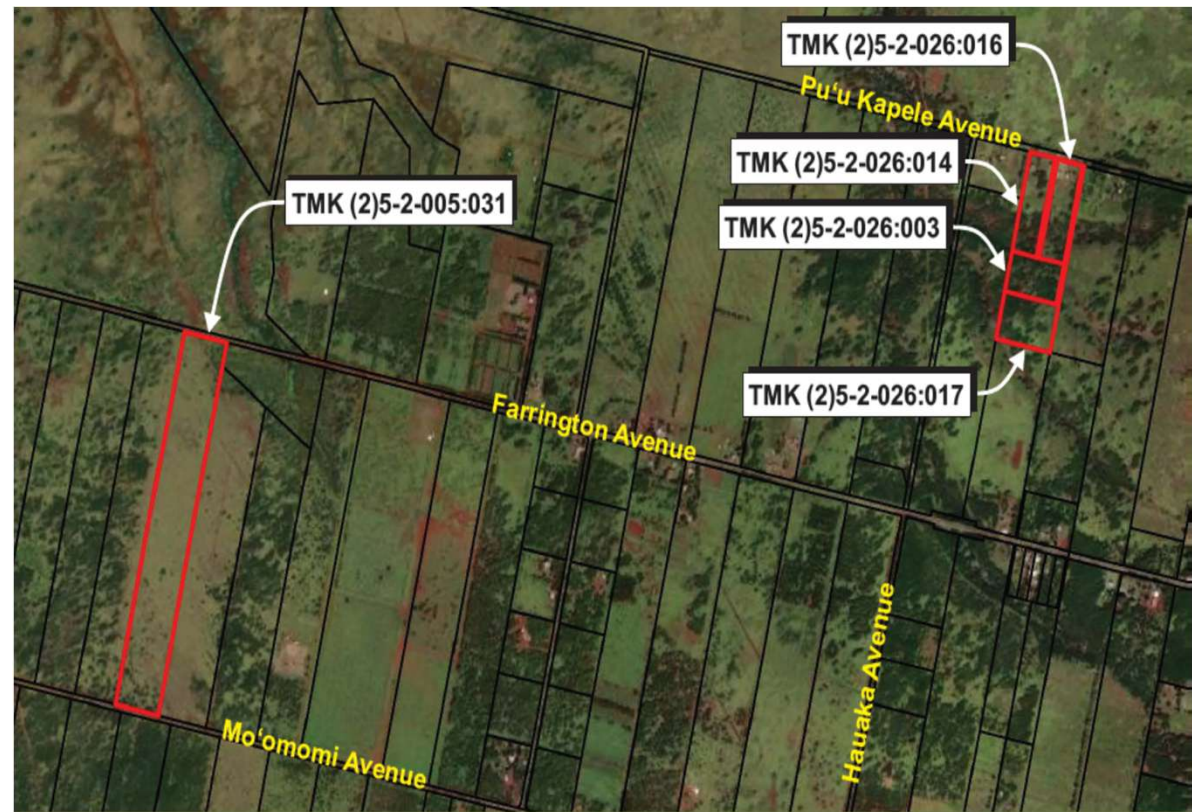 TMK (2)5-2-026:016
Pu‘u Kapele Avenue
TMK (2)5-2-026:014
TMK (2)5-2-005:031
TMK (2)5-2-026:003
TMK (2)5-2-026:017
Farrington Avenue
Hauaka Avenue
Mo‘omomi Avenue